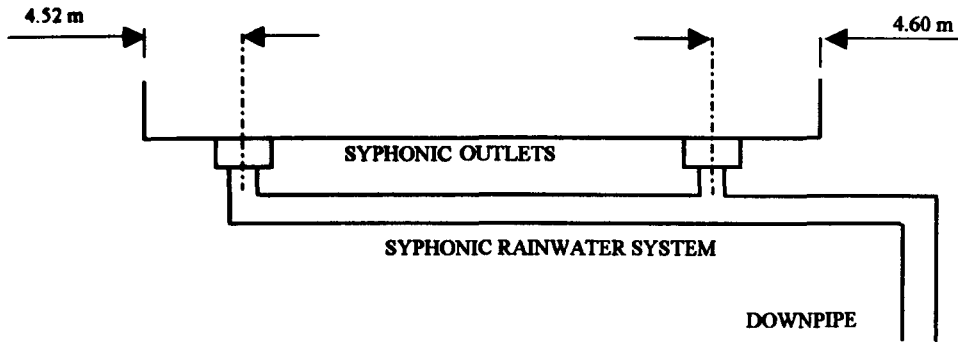 4.52 m
4.60 m
SYPHONIC OUTLETS
SYPHONIC RAINWATER SYSTEM
DOWNPIPE